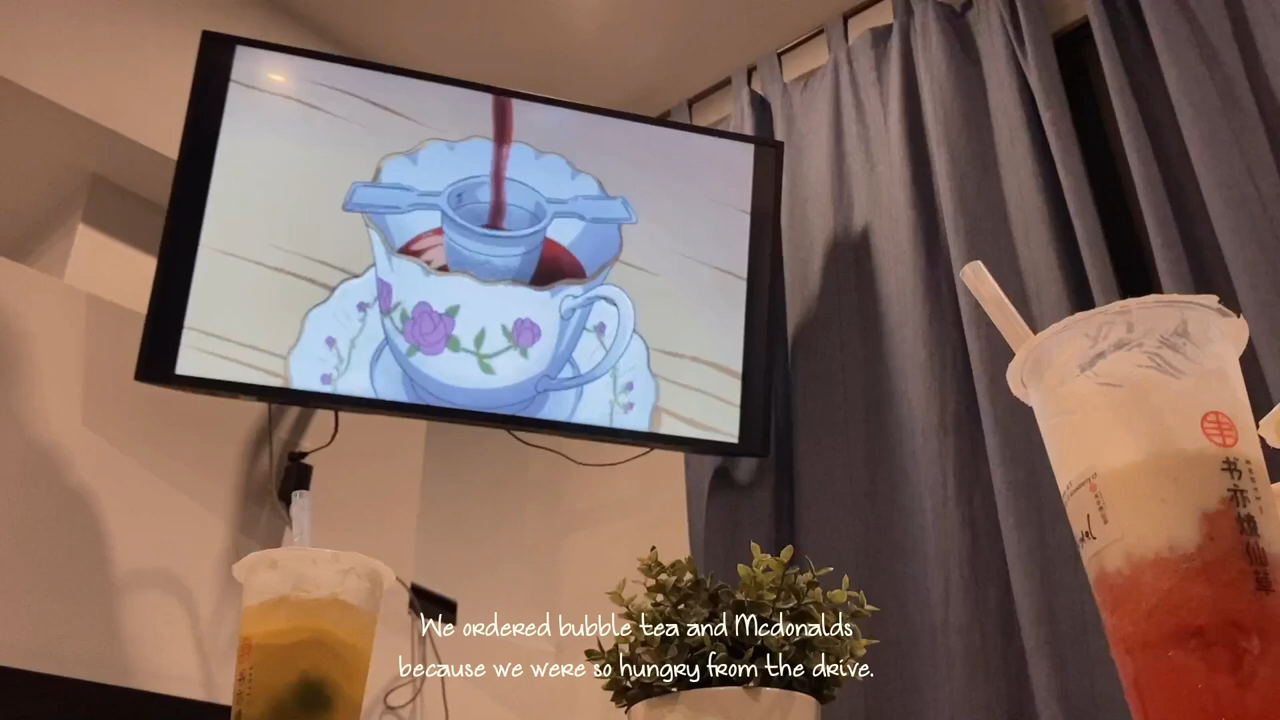 书亦烧仙草
We ordered bubble tea and Mcdonalds
because we were so hungry from the drive.